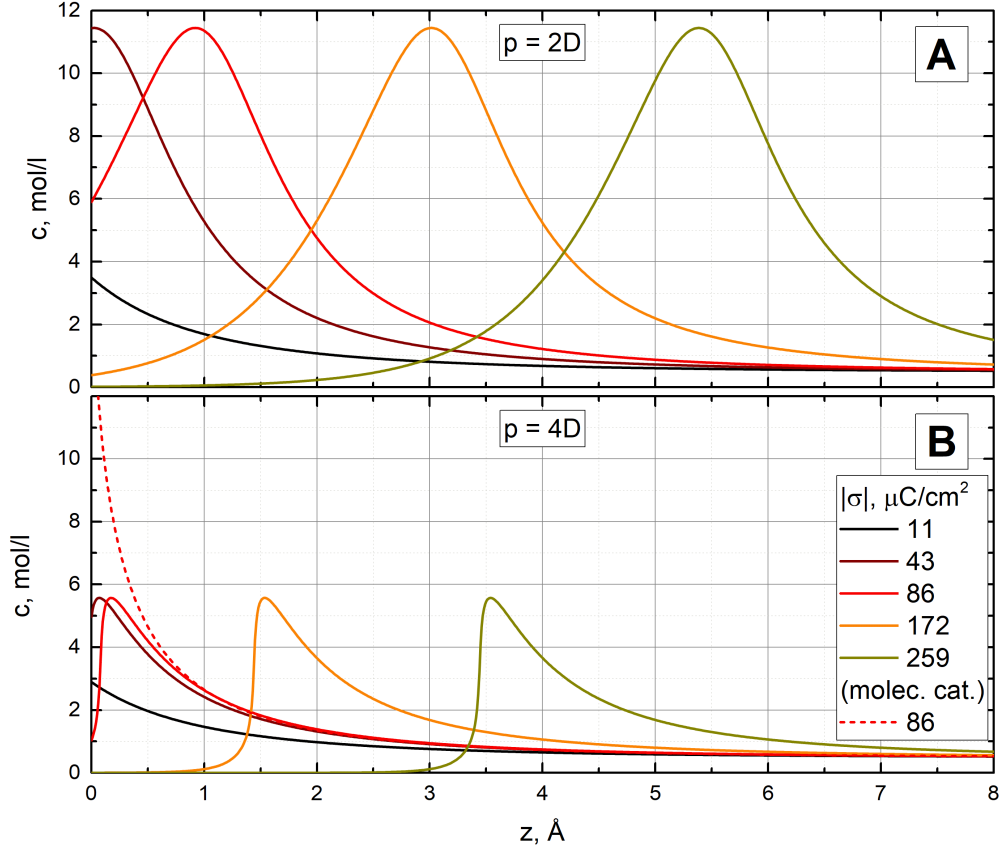 12
10
8
6
4
2
0
c, mol/l
p = 2D
A
10
8
6
4
2
0
c, mol/l
p = 4D
B
|σ|, μC/cm²
11
43
86
172
259
(molec. cat.)
86
0 1 2 3 4 5 6 7 8
z, Å